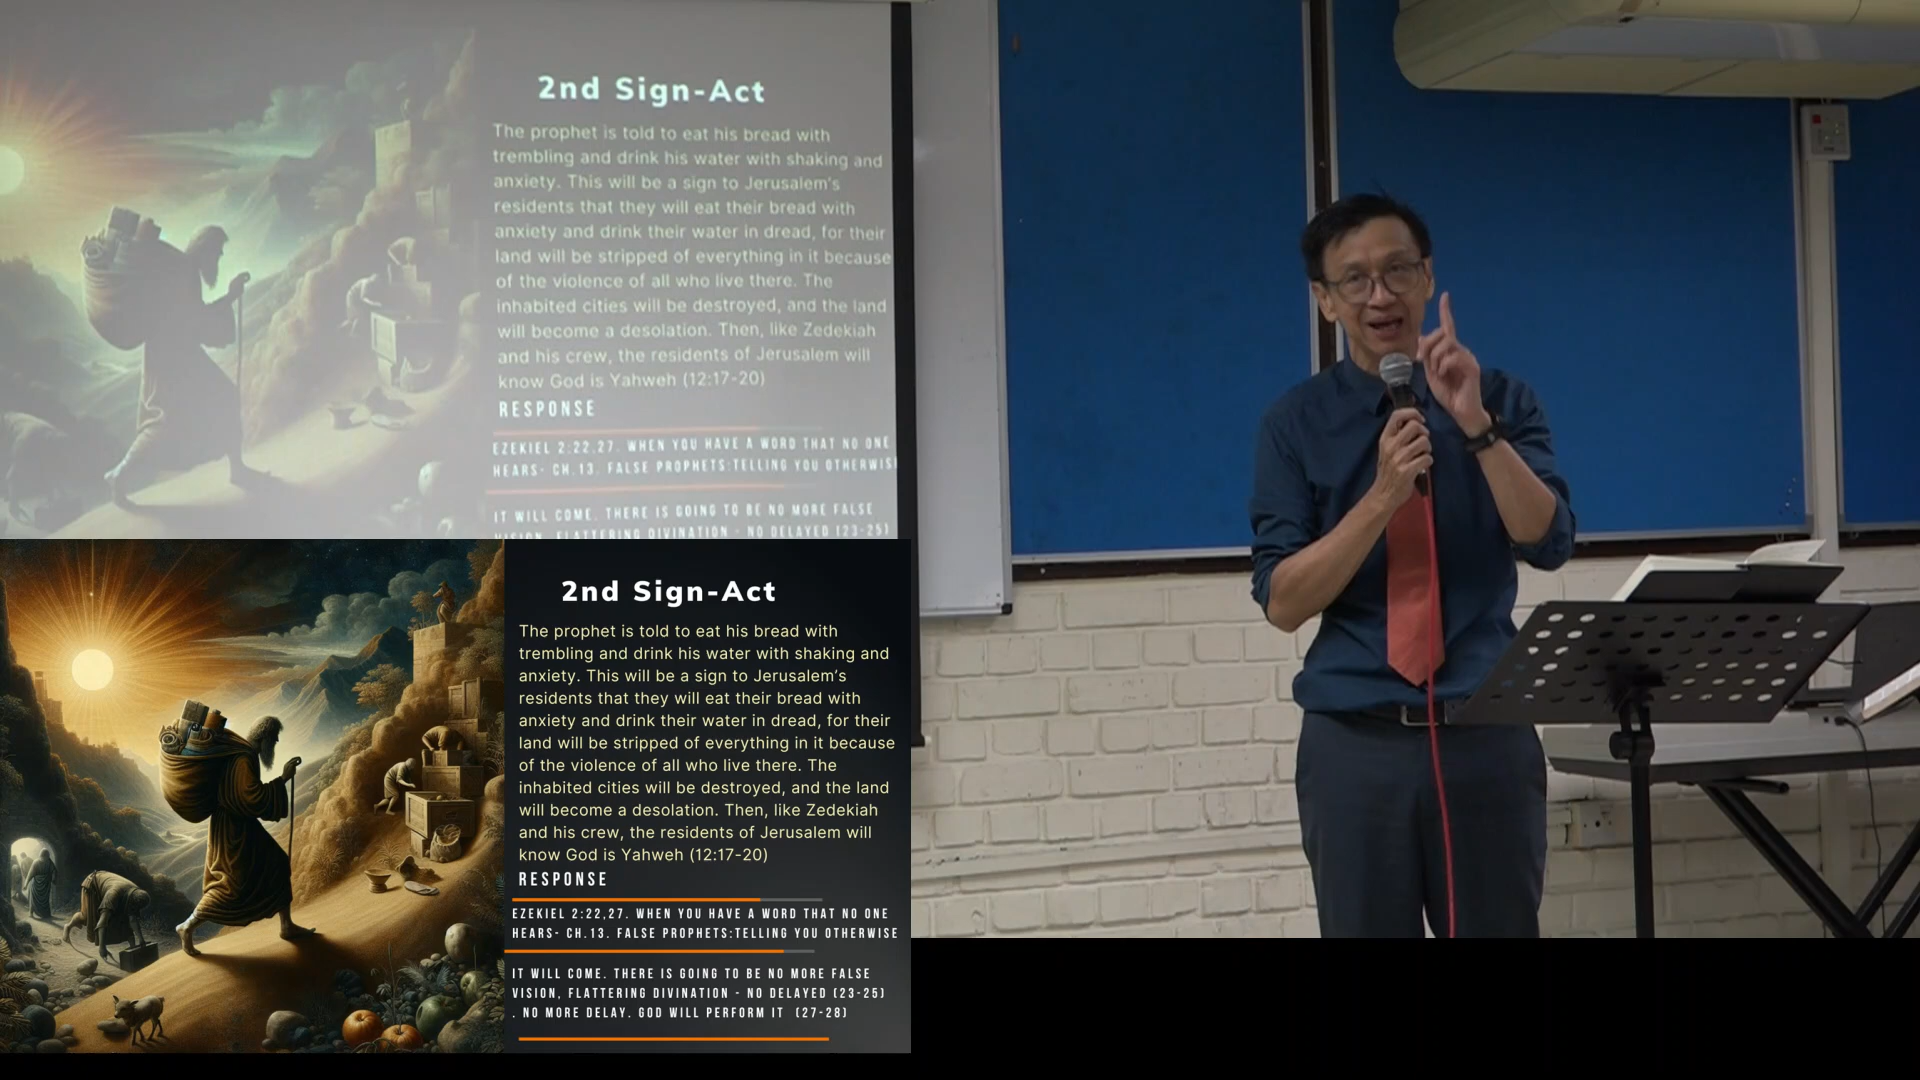 2nd Sign-Act
The prophet is told to eat his bread with
trembling and drink his water with shaking and
anxiety. This will be a sign to Jerusalem's
residents that they will eat their bread with
anxiety and drink their water in dread, for their
land will be stripped of everything in it because
of the violence of all who live there. The
inhabited cities will be destroyed, and the land
will become a desolation. Then, like Zedekiah
and his crew, the residents of Jerusalem will
know God is Yahweh (12:17-20)
RESPONSE
EZEKIEL 2:22,27. WHEN YOU HAVE A WORD THAT NO ONE
HEARS- CH.13. FALSE PROPHETS:TELLING YOU OTHERWISE
IT WILL COME. THERE IS GOING TO BE NO MORE FALSE
VISION, FLATTERING DIVINATION - NO DELAYED (23-25)
2nd Sign-Act
The prophet is told to eat his bread with
trembling and drink his water with shaking and
anxiety. This will be a sign to Jerusalem’s
residents that they will eat their bread with
anxiety and drink their water in dread, for their
land will be stripped of everything in it because
of the violence of all who live there. The
inhabited cities will be destroyed, and the land
will become a desolation. Then, like Zedekiah
and his crew, the residents of Jerusalem will
know God is Yahweh (12:17-20)
RESPONSE
EZEKIEL 2:22,27. WHEN YOU HAVE A WORD THAT NO ONE
HEARS- CH.13. FALSE PROPHETS:TELLING YOU OTHERWISE
IT WILL COME. THERE IS GOING TO BE NO MORE FALSE
VISION, FLATTERING DIVINATION - NO DELAYED (23-25)
. NO MORE DELAY. GOD WILL PERFORM IT (27-28)